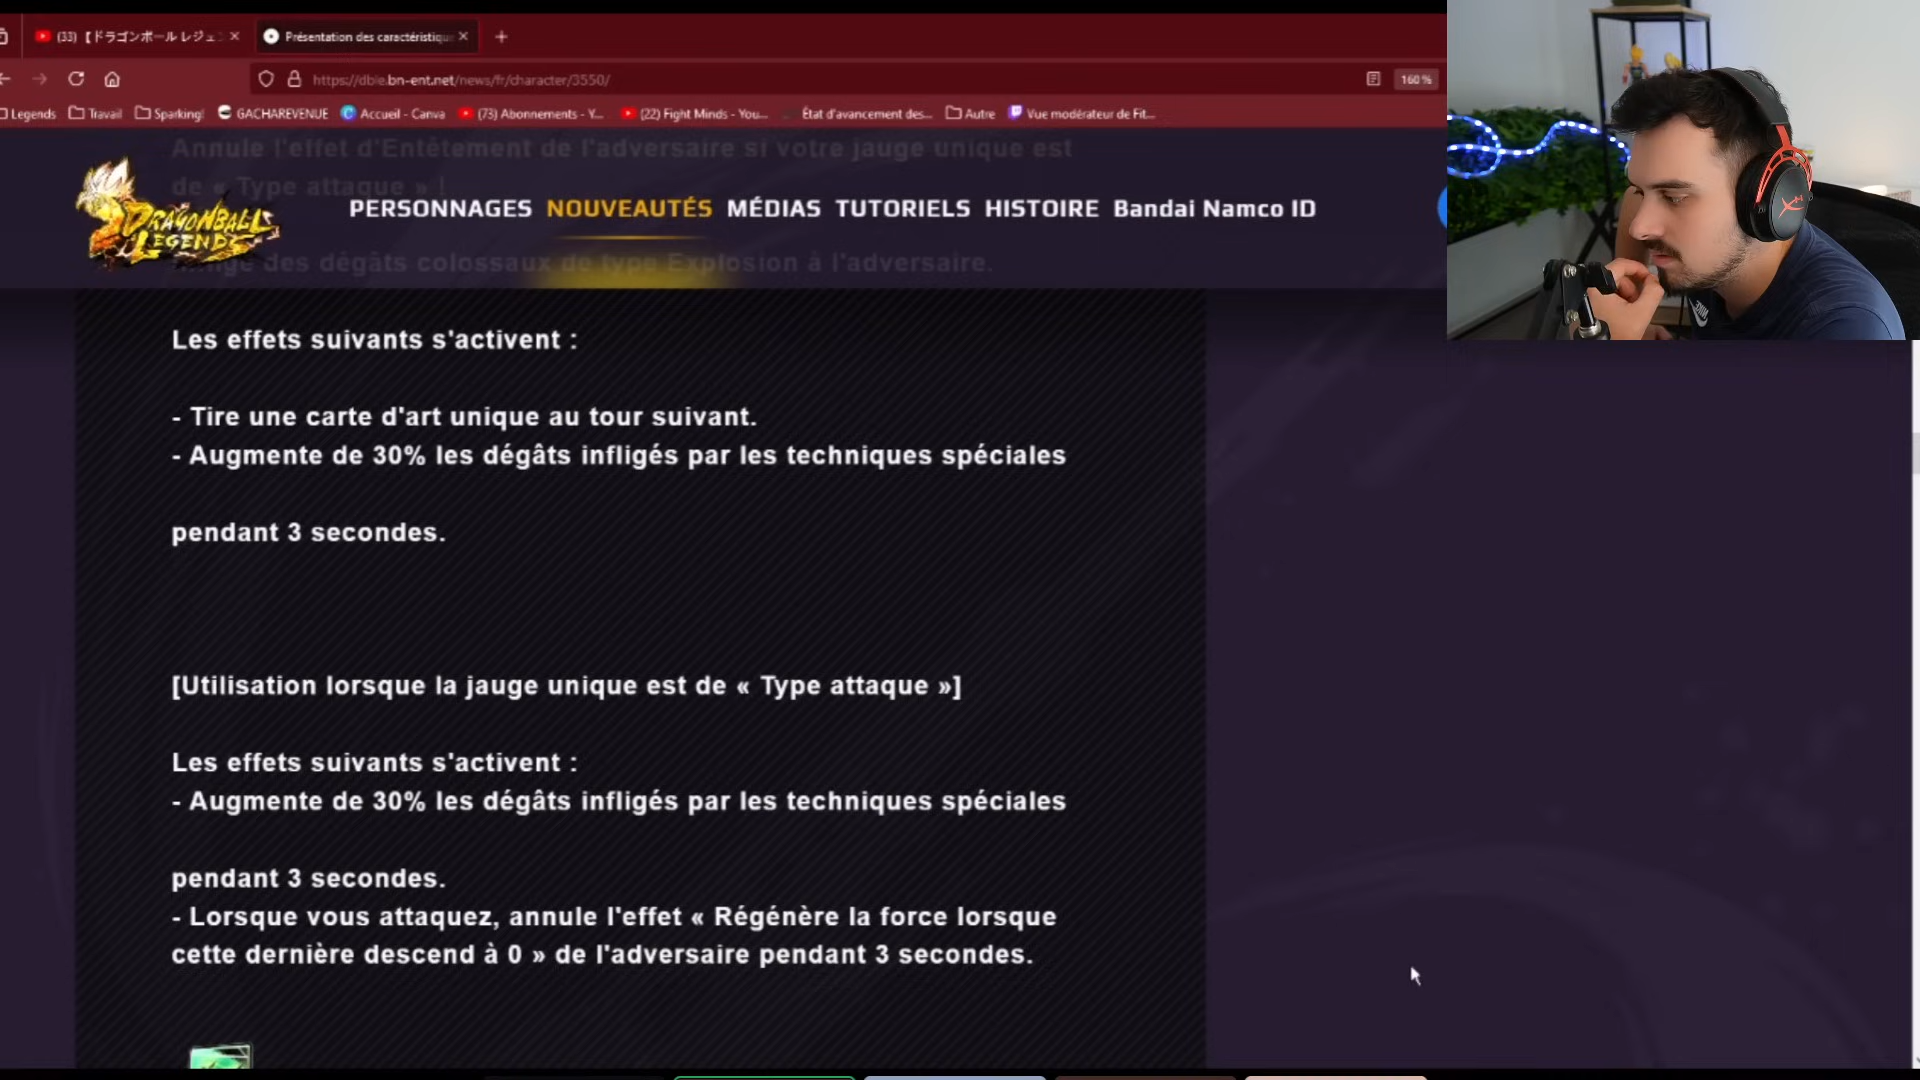 (33) 【ドラゴンボール レジェ
Présentation des caractéristiqu
https://dble.bn-ent.net/news/fr/character/3550/
160 %
Legends
Travail
Sparking!
GACHAREVENUE
Accueil - Canva
(73) Abonnements - Y...
(22) Fight Minds - You...
État d'avancement des...
Autre
Vue modérateur de Fit...
Annule l'effet d'Entêtement de l'adversaire si votre jauge unique est
de « Type attaque » !
DRAGONBALL
LEGENDS
PERSONNAGES NOUVEAUTÉS MÉDIAS TUTORIELS HISTOIRE Bandai Namco ID
des dégâts colossaux de type Explosion à l'adversaire.
Les effets suivants s'activent :
- Tire une carte d'art unique au tour suivant.
- Augmente de 30% les dégâts infligés par les techniques spéciales
pendant 3 secondes.
[Utilisation lorsque la jauge unique est de « Type attaque »]
Les effets suivants s'activent :
- Augmente de 30% les dégâts infligés par les techniques spéciales
pendant 3 secondes.
- Lorsque vous attaquez, annule l'effet « Régénère la force lorsque
cette dernière descend à 0 » de l'adversaire pendant 3 secondes.